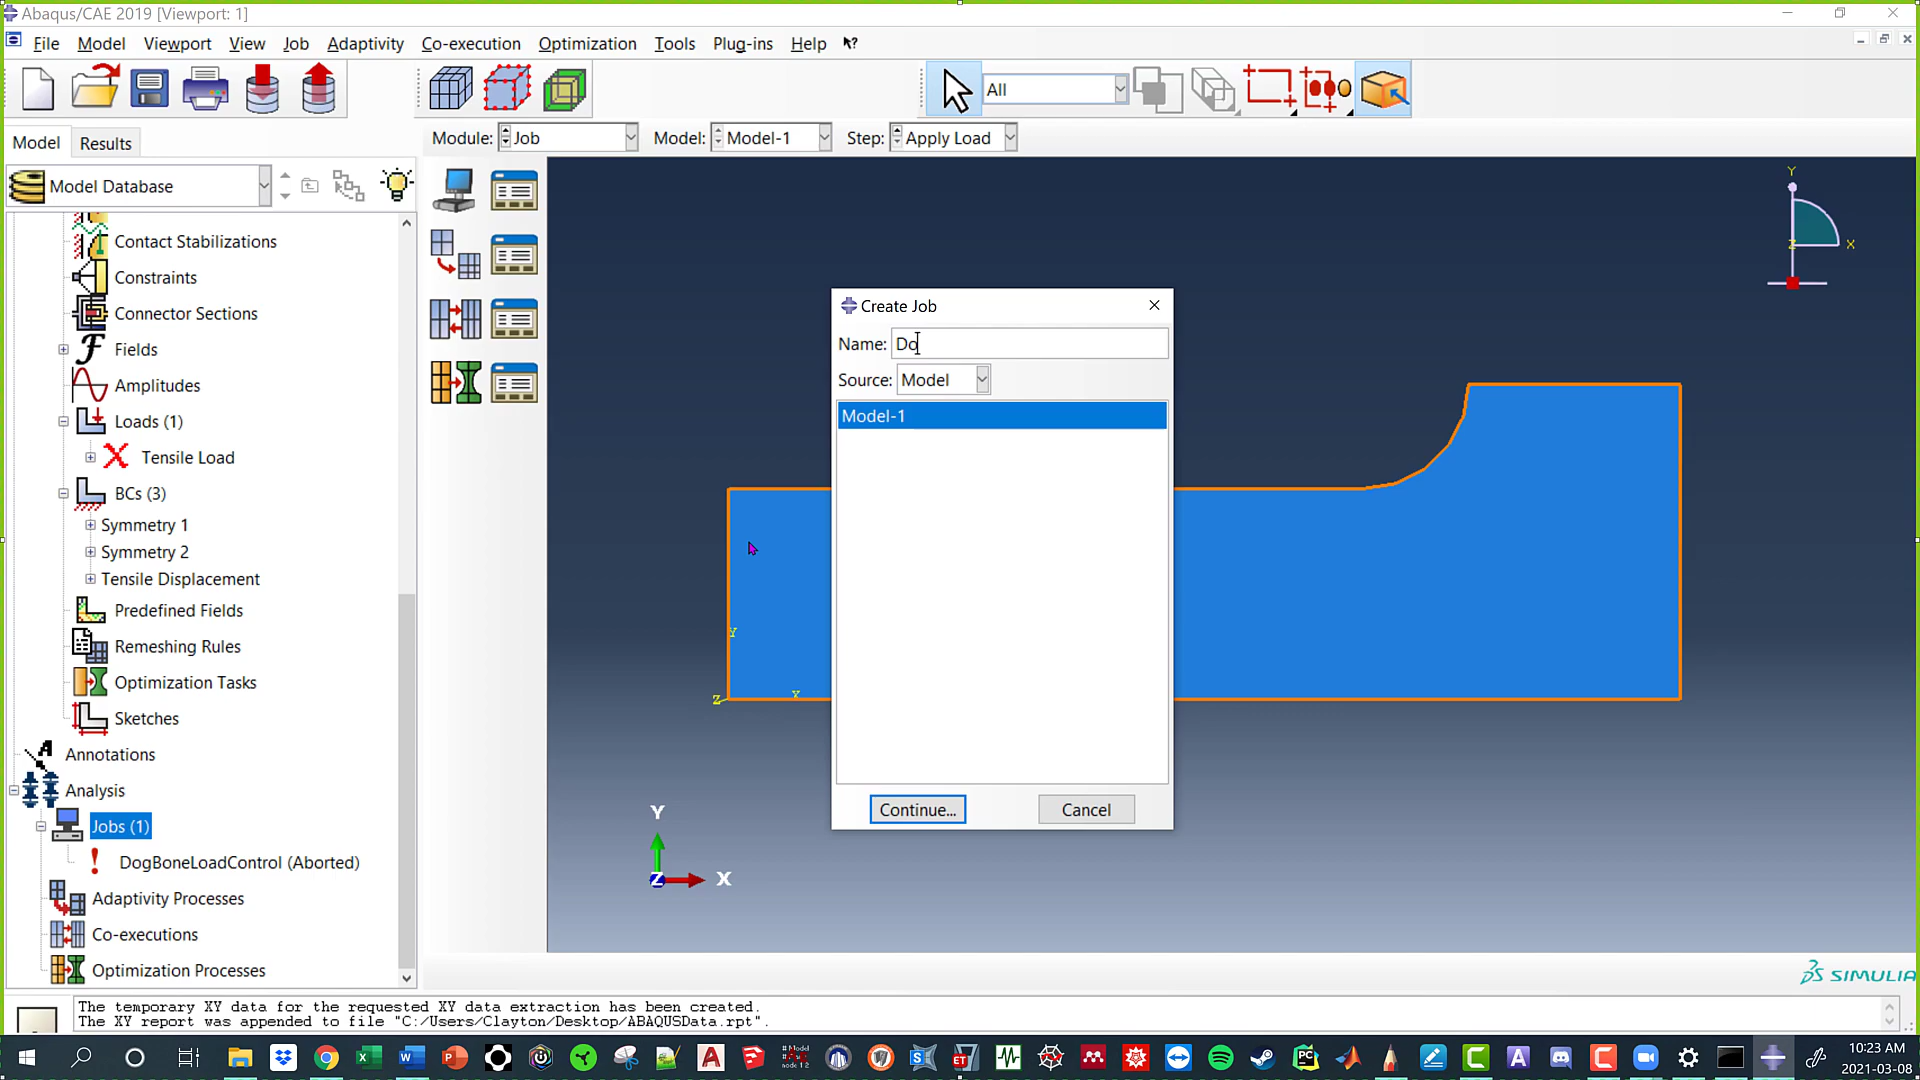 Abaqus/CAE 2019 [Viewport: 1]
File Model Viewport View Job Adaptivity Co-execution Optimization Tools Plug-ins Help
All
Model Results
Module: Job Model: Model-1 Step: Apply Load
Model Database
Contact Stabilizations
Constraints
Connector Sections
Fields
Amplitudes
Loads (1)
Tensile Load
BCs (3)
Symmetry 1
Symmetry 2
Tensile Displacement
Predefined Fields
Remeshing Rules
Optimization Tasks
Sketches
Annotations
Analysis
Jobs (1)
DogBoneLoadControl (Aborted)
Adaptivity Processes
Co-executions
Optimization Processes
Create Job
Name: Do
Source: Model
Model-1
Continue...
Cancel
Y
Z
X
Y
Z
Y
Z
X
SIMULIA
The temporary XY data for the requested XY data extraction has been created.
The XY report was appended to file "C:/Users/Clayton/Desktop/ABAQUSData.rpt".
10:23 AM
2021-03-08